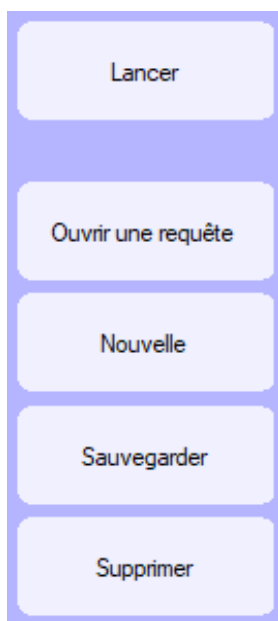 Lancer
Ouvrir une requête
Nouvelle
Sauvegarder
Supprimer